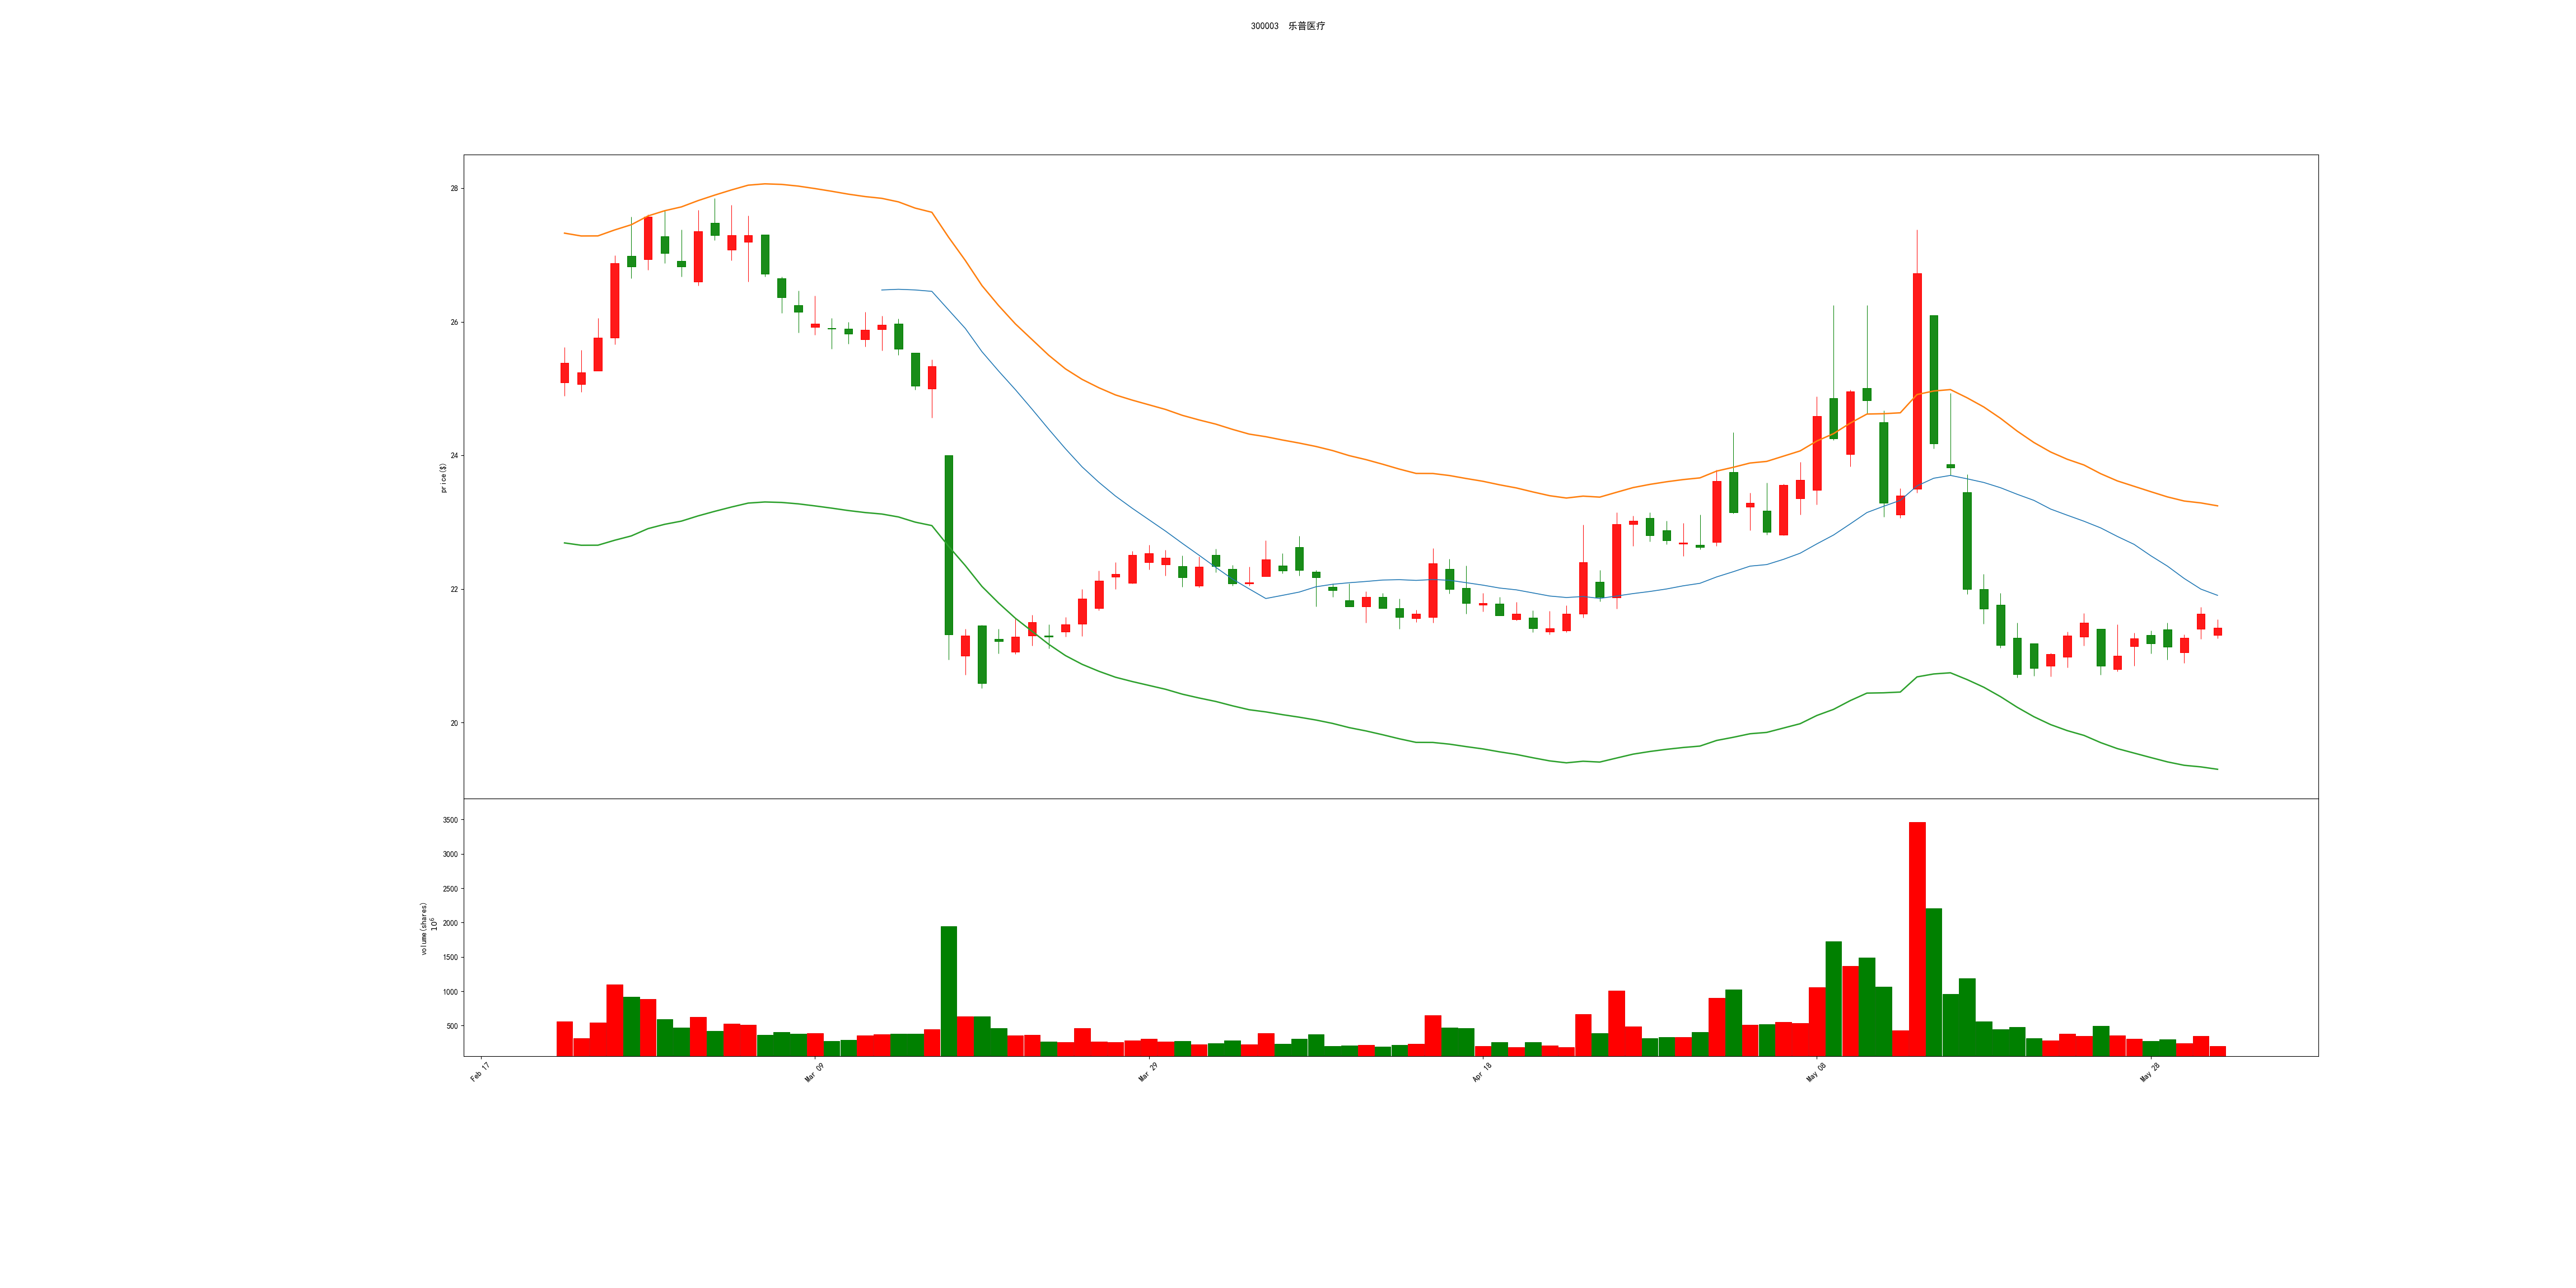 300003 乐普医疗
28
26
24
22
20
price($)
3500
3000
2500
2000
1500
1000
500
volume(shares)
10⁶
Feb 17
Mar 09
Mar 29
Apr 18
May 08
May 28